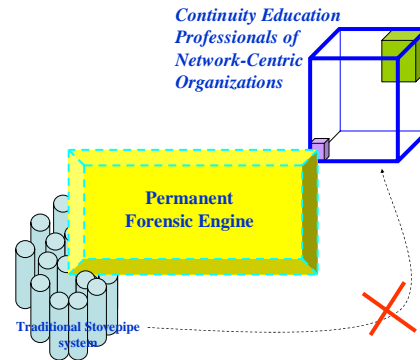 Continuity Education
Professionals of
Network-Centric
Organizations
Permanent
Forensic Engine
Traditional Stovepipe
system